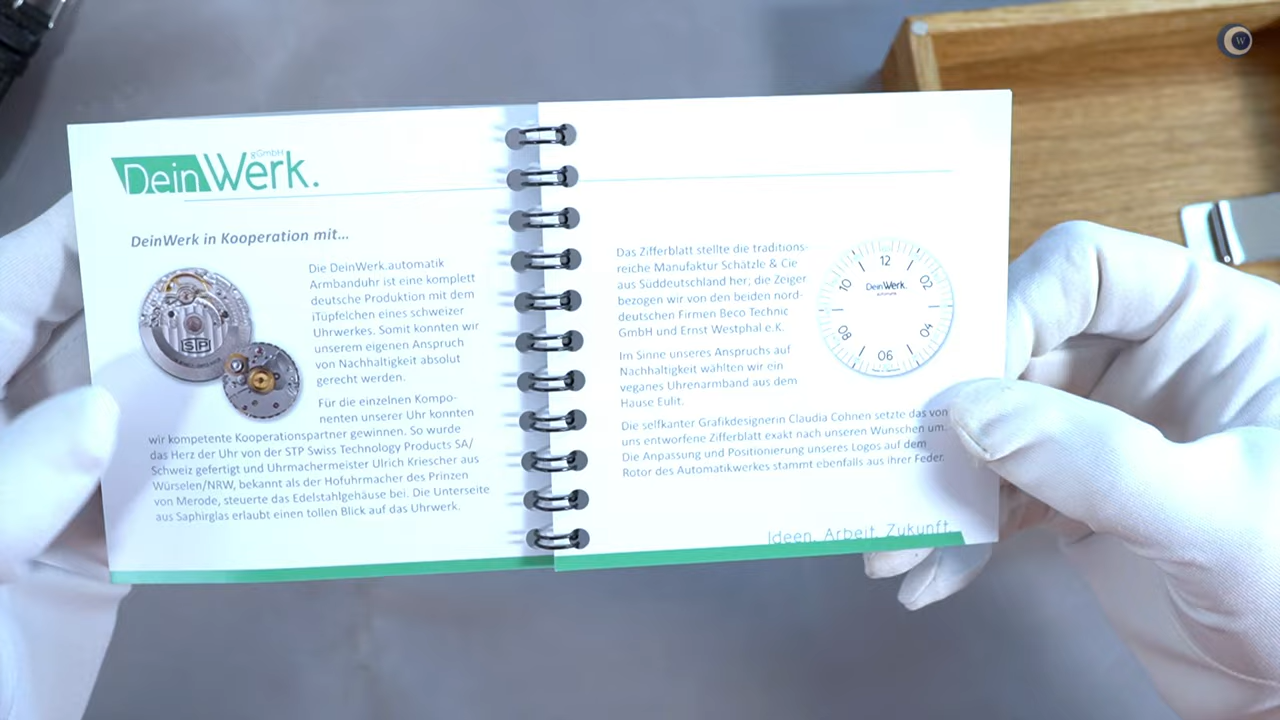 DeinWerk.
gGmbH
DeinWerk in Kooperation mit...
Die DeinWerk.automatik
Armbanduhr ist eine komplett
deutsche Produktion mit dem
iTüpfelchen eines schweizer
Uhrwerkes. Somit konnten wir
unserem eigenen Anspruch
von Nachhaltigkeit absolut
gerecht werden.
Für die einzelnen Kompo-
nenten unserer Uhr konnten
wir kompetente Kooperationspartner gewinnen. So wurde
das Herz der Uhr von der STP Swiss Technology Products SA/
Schweiz gefertigt und Uhrmachermeister Ulrich Kriescher aus
Würselen/NRW, bekannt als der Hofuhrmacher des Prinzen
von Merode, steuerte das Edelstahlgehäuse bei. Die Unterseite
aus Saphirglas erlaubt einen tollen Blick auf das Uhrwerk.
STP
Das Zifferblatt stellte die traditions-
reiche Manufaktur Schätzle & Cie
aus Süddeutschland her, die Zeiger
bezogen wir von den beiden nord-
deutschen Firmen Beco Technic
GmbH und Ernst Westphal e.K.
Im Sinne unseres Anspruchs auf
Nachhaltigkeit wählten wir ein
veganes Uhrenarmband aus dem
Hause Eulit.
Die selfkanter Grafikdesignerin Claudia Cohnen setzte das von
uns entworfene Zifferblatt exakt nach unseren Wünschen um.
Die Anpassung und Positionierung unseres Logos auf dem
Rotor des Automatikwerkes stammt ebenfalls aus ihrer Feder.
12
02
04
06
08
10
DeinWerk.
automatik
Ideen. Arbeit. Zukunft.
W